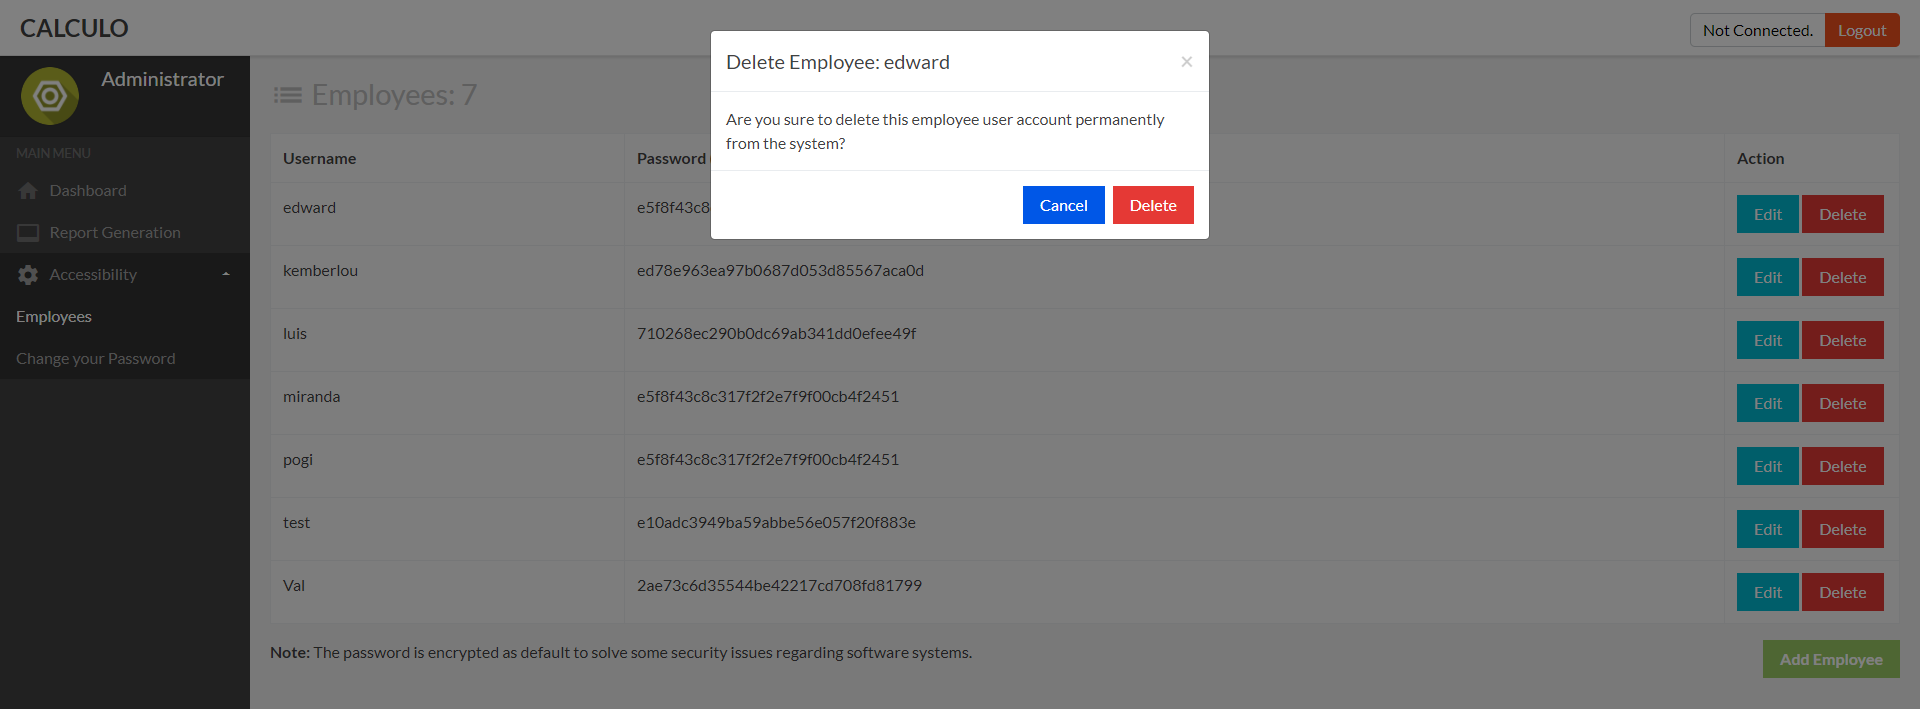 CALCULO
Not Connected.
Logout
Delete Employee: edward
×
Administrator
Employees: 7
Are you sure to delete this employee user account permanently
from the system?
Cancel
Delete
MAIN MENU
Dashboard
Report Generation
Accessibility
Employees
Change your Password
Username
Password
Action
edward
e5f8f43c8
Edit
Delete
kemberlou
ed78e963ea97b0687d053d85567aca0d
Edit
Delete
luis
710268ec290b0dc69ab341dd0efee49f
Edit
Delete
miranda
e5f8f43c8c317f2f2e7f9f00cb4f2451
Edit
Delete
pogi
e5f8f43c8c317f2f2e7f9f00cb4f2451
Edit
Delete
test
e10adc3949ba59abbe56e057f20f883e
Edit
Delete
Val
2ae73c6d35544be42217cd708fd81799
Edit
Delete
Note: The password is encrypted as default to solve some security issues regarding software systems.
Add Employee